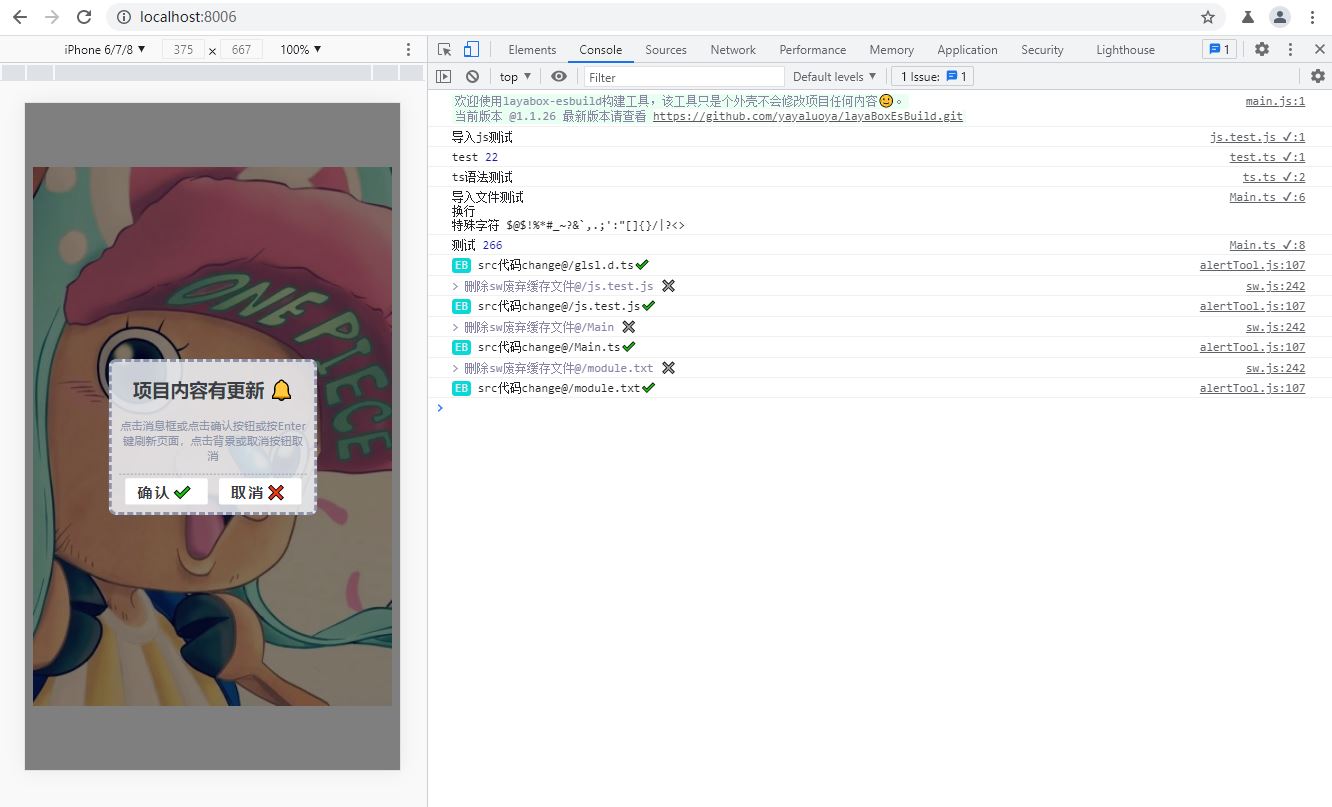 localhost:8006
iPhone 6/7/8 ▼ 375 × 667 100% ▼
Elements Console Sources Network Performance Memory Application Security Lighthouse 1
top ▼ Filter Default levels ▼ 1 Issue: 1
欢迎使用layabox-esbuild构建工具，该工具只是个外壳不会修改项目任何内容🙂。 main.js:1
当前版本 @1.1.26 最新版本请查看 https://github.com/yayaluoya/layaBoxEsBuild.git
导入js测试 js.test.js ✓:1
test 22 test.ts ✓:1
ts语法测试 ts.ts ✓:2
导入文件测试 Main.ts ✓:6
换行
特殊字符 $@$!%*#_~?&`,.;':"[]{}/|?<>
测试 266 Main.ts ✓:8
EB src代码change@/glsl.d.ts✔ alertTool.js:107
> 删除sw废弃缓存文件@/js.test.js ✖ sw.js:242
EB src代码change@/js.test.js✔ alertTool.js:107
> 删除sw废弃缓存文件@/Main ✖ sw.js:242
EB src代码change@/Main.ts✔ alertTool.js:107
> 删除sw废弃缓存文件@/module.txt ✖ sw.js:242
EB src代码change@/module.txt✔ alertTool.js:107
>
ONE PIECE
项目内容有更新 🔔
点击消息框或点击确认按钮或按Enter
键刷新页面，点击背景或取消按钮取
消
确认✔ 取消❌